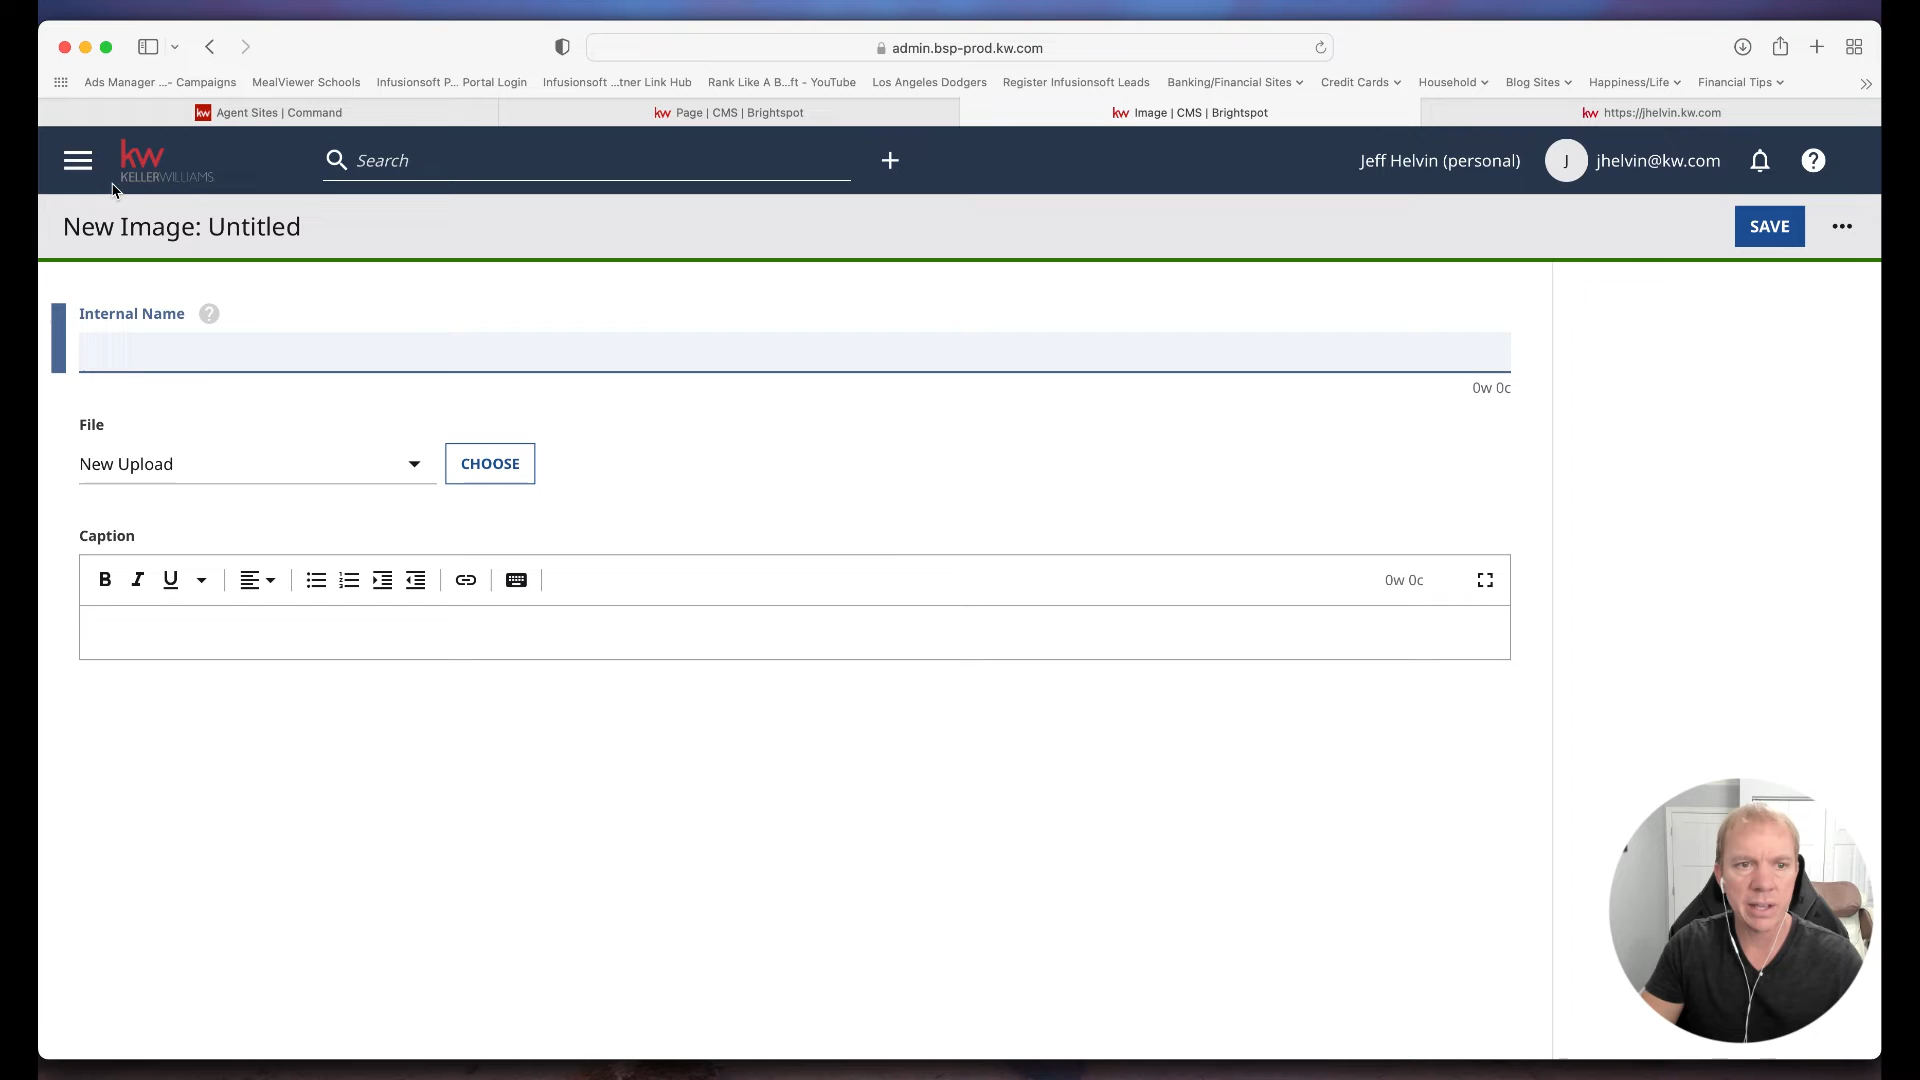 admin.bsp-prod.kw.com
Ads Manager ...- Campaigns MealViewer Schools Infusionsoft P... Portal Login Infusionsoft ...tner Link Hub Rank Like A B...ft - YouTube Los Angeles Dodgers Register Infusionsoft Leads Banking/Financial Sites Credit Cards Household Blog Sites Happiness/Life Financial Tips
kw Agent Sites | Command kw Page | CMS | Brightspot kw Image | CMS | Brightspot kw https://jhelvin.kw.com
kw
KELLERWILLIAMS
Search
Jeff Helvin (personal) J jhelvin@kw.com
New Image: Untitled
SAVE
Internal Name
0w 0c
File
New Upload CHOOSE
Caption
B I U 0w 0c